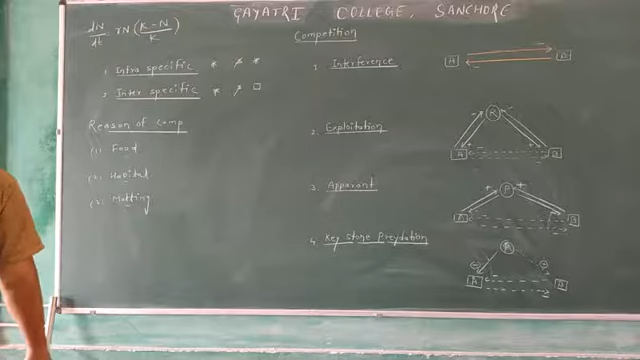 GAYATRI COLLEGE, SANCHORE
dN/dt rN(K-N/K)
1. Intra specific * *
2. Inter specific * □
Reason of Comp
(1) Food
(2) Habitat
(3) Matting
Competition
1. Interference
A B
2. Exploitation
R
A B
3. Apparant
P
A B
4. Key Stone Preydation
A B